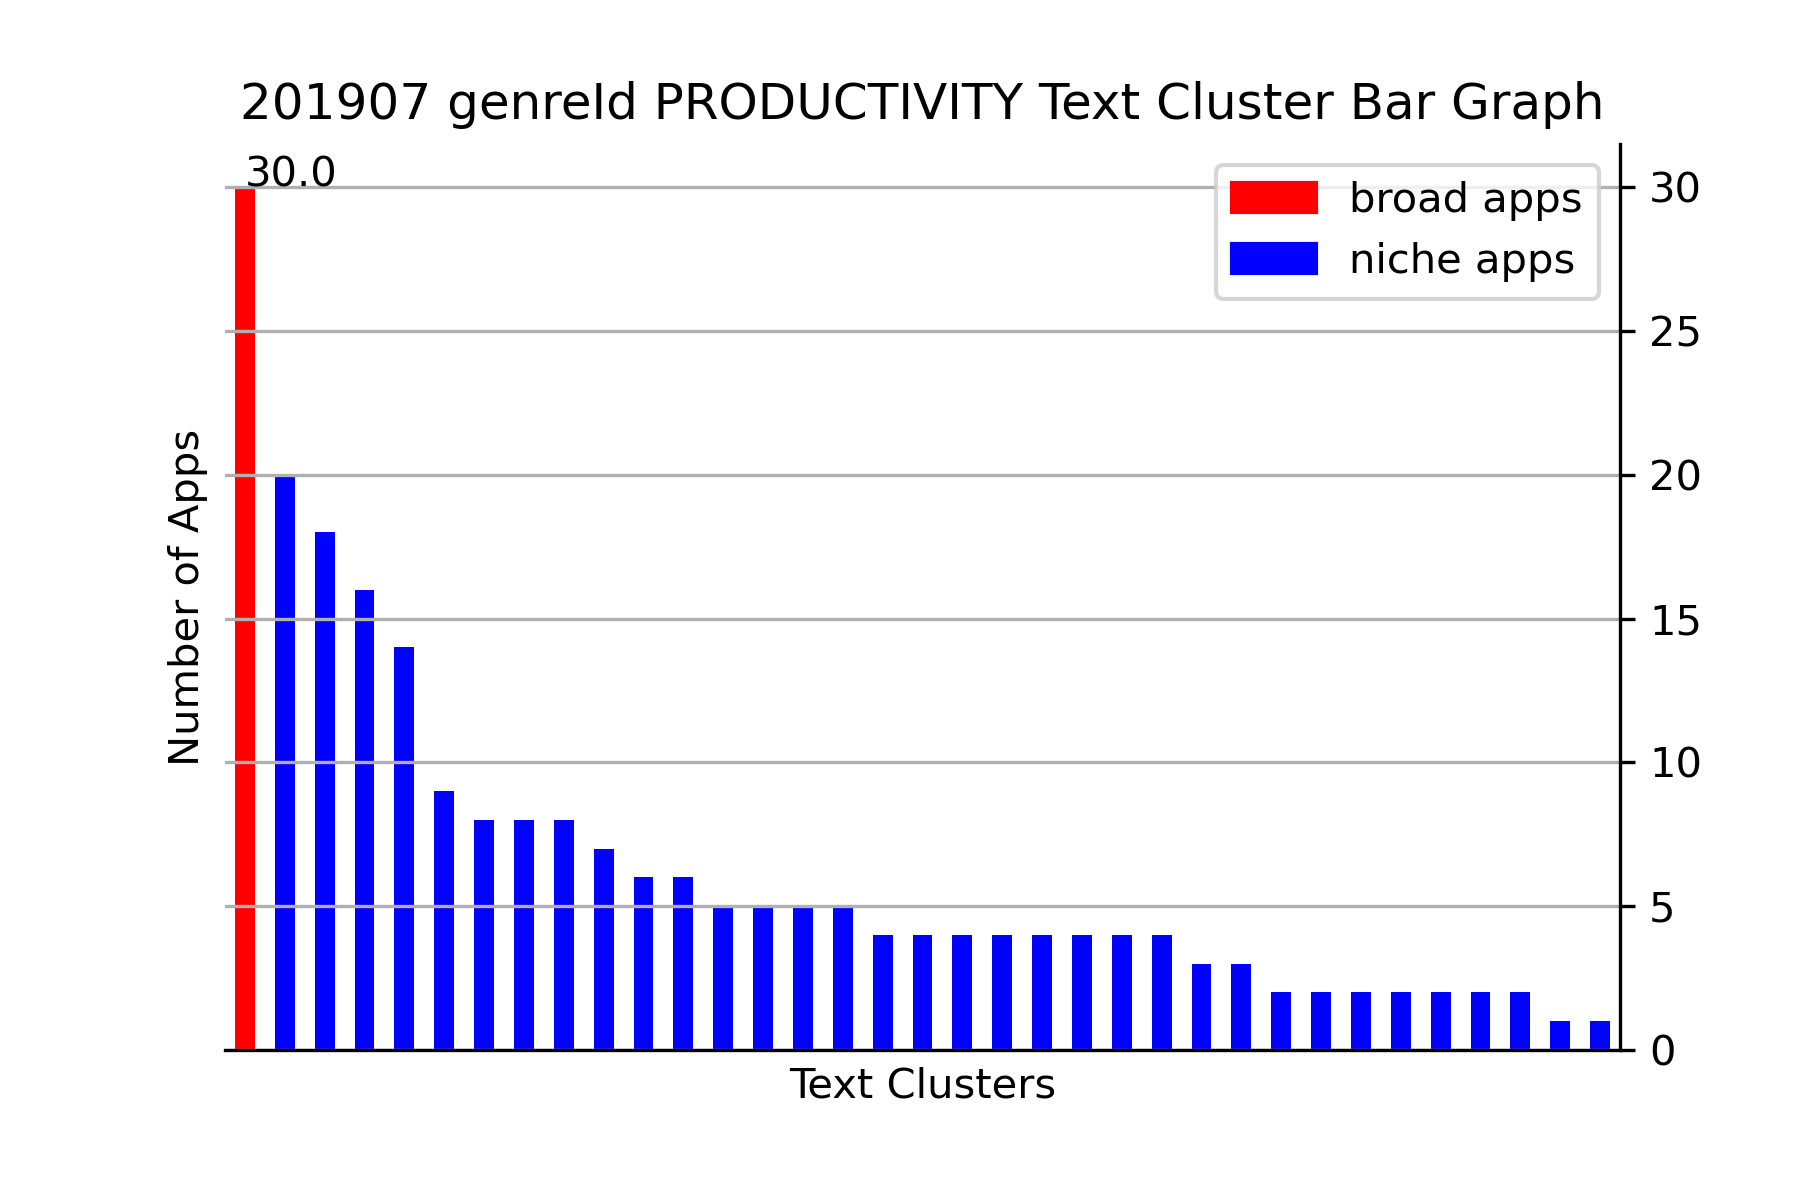 201907 genreId PRODUCTIVITY Text Cluster Bar Graph
30.0
broad apps
niche apps
30
25
20
15
10
5
0
Number of Apps
Text Clusters